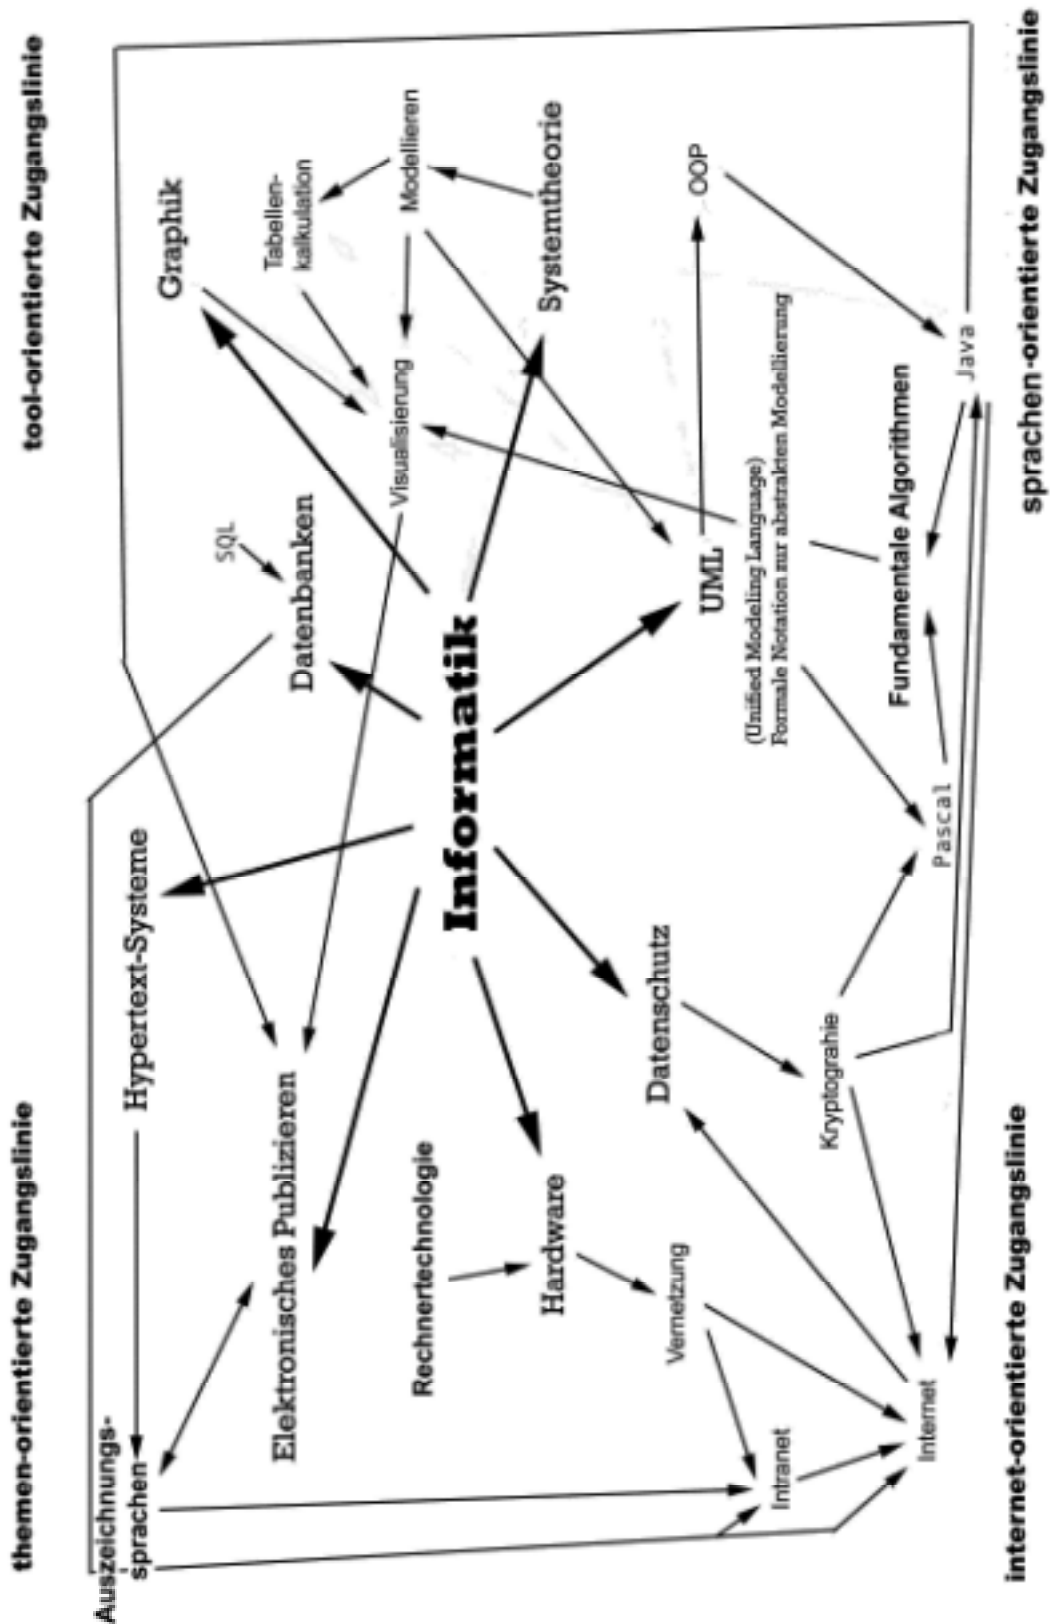 themen-orientierte Zugangslinie
tool-orientierte Zugangslinie
Auszeichnungs-
sprachen
Hypertext-Systeme
Graphik
SQL
Datenbanken
Tabellen-
kalkulation
Elektronisches Publizieren
Visualisierung
Modellieren
Rechnertechnologie
Informatik
Hardware
Systemtheorie
Vernetzung
Datenschutz
UML
OOP
(Unified Modeling Language)
Formale Notation zur abstrakten Modellierung
Intranet
Kryptograhie
Fundamentale Algorithmen
Internet
Pascal
Java
internet-orientierte Zugangslinie
sprachen-orientierte Zugangslinie